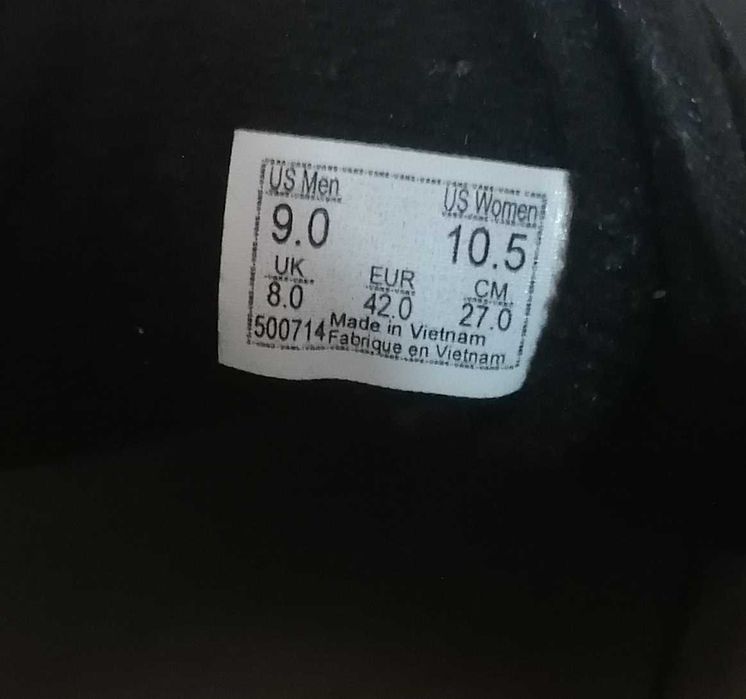 US Men US Women
9.0 10.5
UK EUR CM
8.0 42.0 27.0
500714 Made in Vietnam
Fabrique en Vietnam